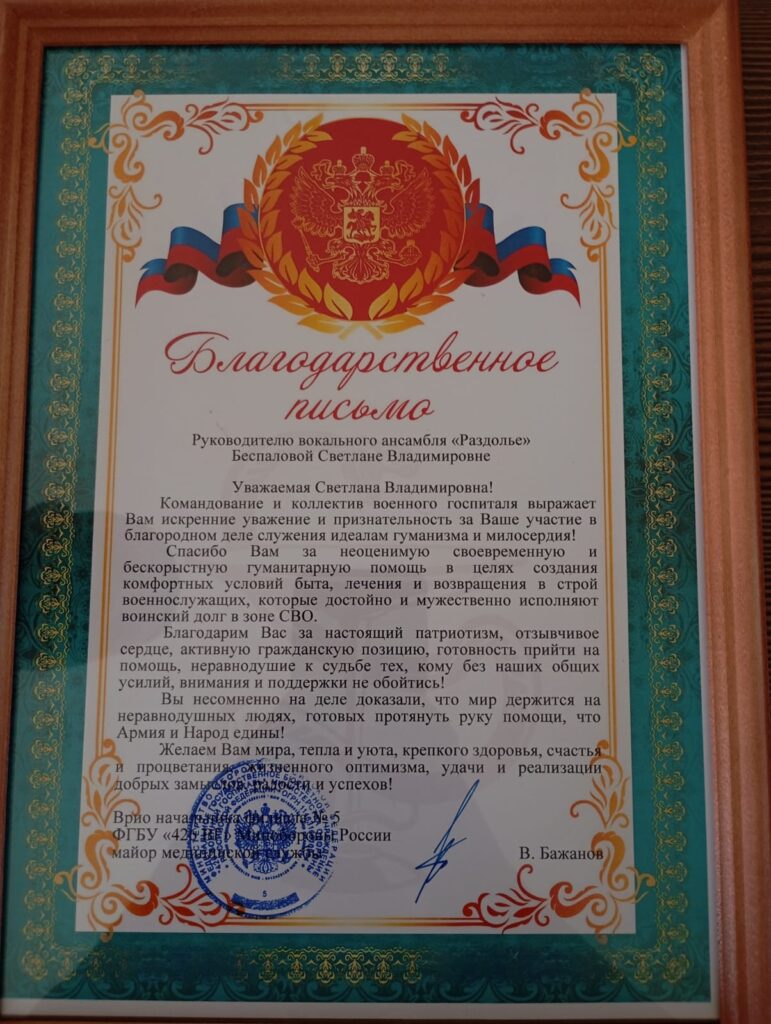 Благодарственное
письмо
Руководителю вокального ансамбля «Раздолье»
Беспаловой Светлане Владимировне
Уважаемая Светлана Владимировна!
Командование и коллектив военного госпиталя выражает
Вам искренние уважение и признательность за Ваше участие в
благородном деле служения идеалам гуманизма и милосердия!
Спасибо Вам за неоценимую своевременную и
бескорыстную гуманитарную помощь в целях создания
комфортных условий быта, лечения и возвращения в строй
военнослужащих, которые достойно и мужественно исполняют
воинский долг в зоне СВО.
Благодарим Вас за настоящий патриотизм, отзывчивое
сердце, активную гражданскую позицию, готовность прийти на
помощь, неравнодушие к судьбе тех, кому без наших общих
усилий, внимания и поддержки не обойтись!
Вы несомненно на деле доказали, что мир держится на
неравнодушных людях, готовых протянуть руку помощи, что
Армия и Народ едины!
Желаем Вам мира, тепла и уюта, крепкого здоровья, счастья
и процветания, жизненного оптимизма, удачи и реализации
добрых замыслов, радости и успехов!
Врио начальника филиала № 5
ФГБУ «426 ВГ» Минобороны России
майор медицинской службы
В. Бажанов
5